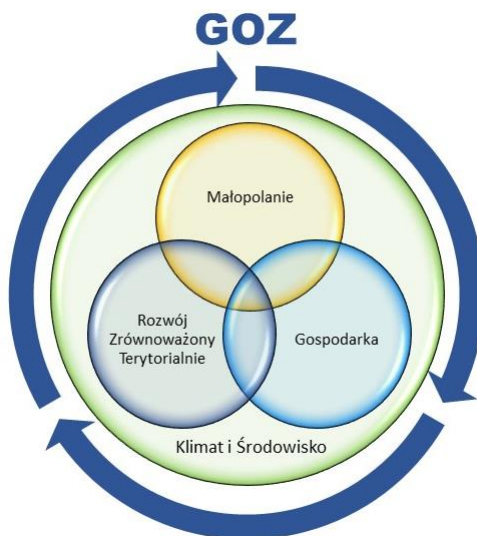 GOZ
Małopolanie
Rozwój
Zrównoważony
Terytorialnie
Gospodarka
Klimat i Środowisko